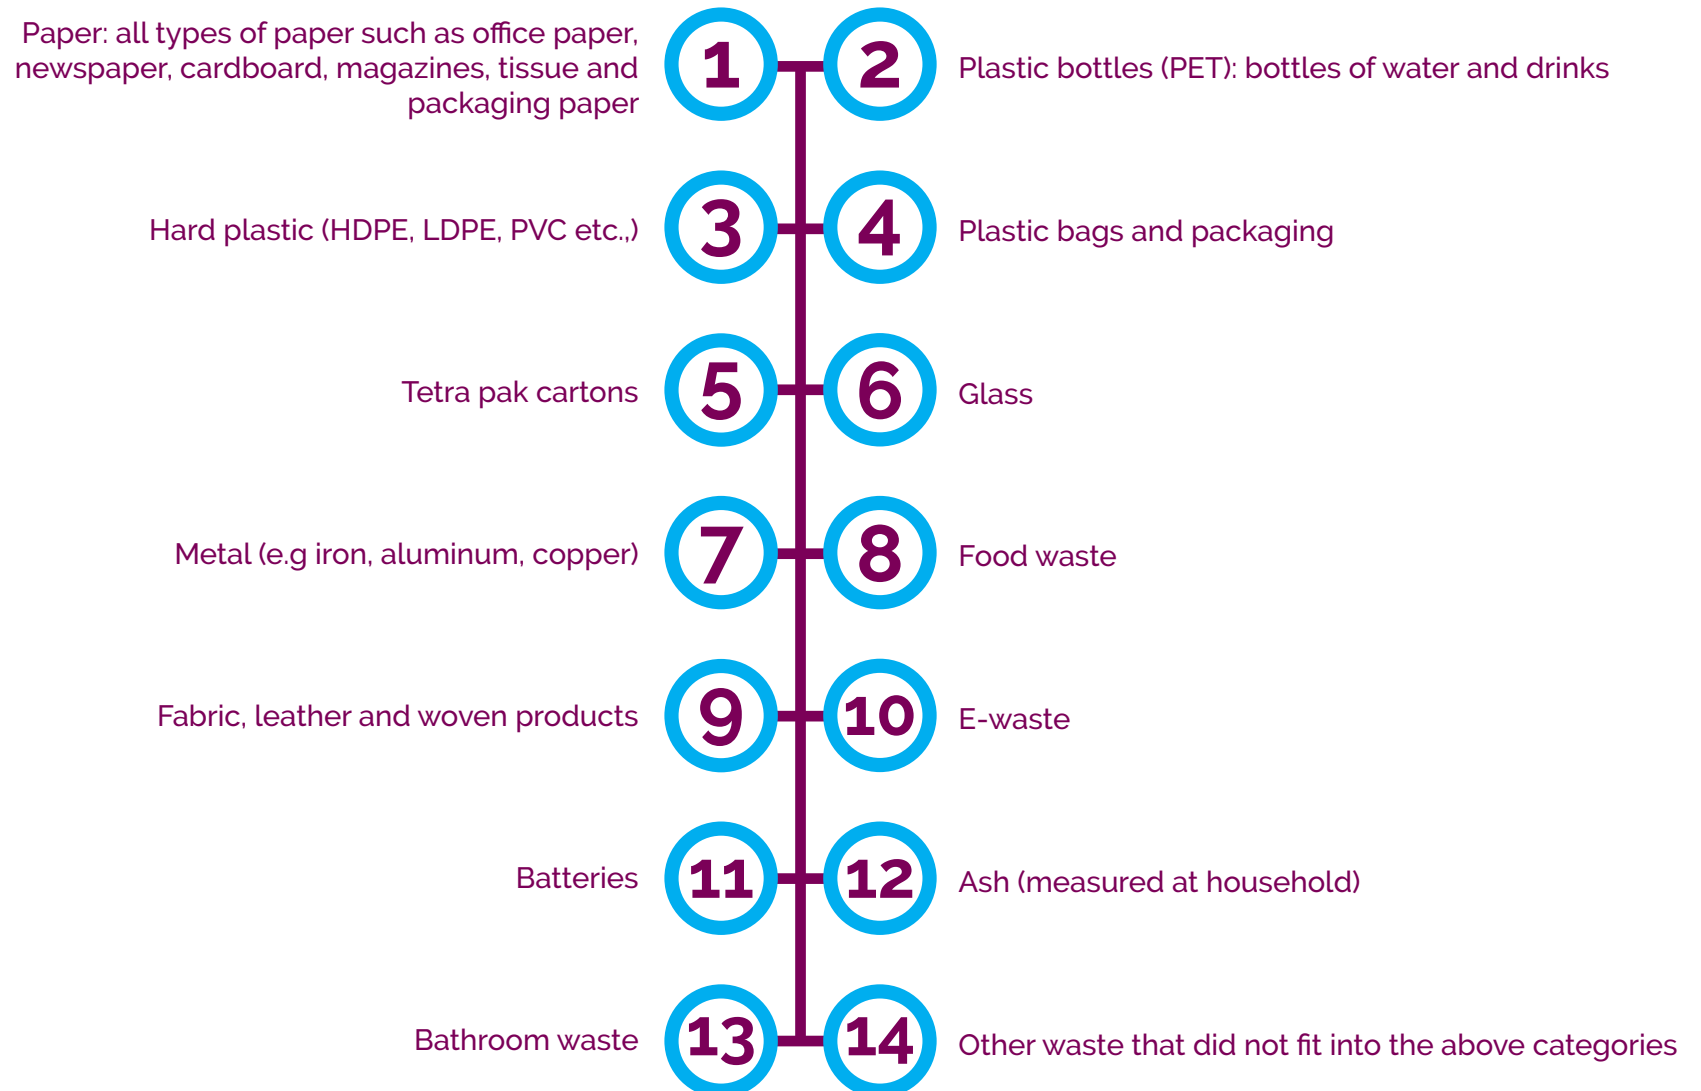 Paper: all types of paper such as office paper,
newspaper, cardboard, magazines, tissue and
packaging paper
1
2
Plastic bottles (PET): bottles of water and drinks
Hard plastic (HDPE, LDPE, PVC etc.,)
3
4
Plastic bags and packaging
Tetra pak cartons
5
6
Glass
Metal (e.g iron, aluminum, copper)
7
8
Food waste
Fabric, leather and woven products
9
10
E-waste
Batteries
11
12
Ash (measured at household)
Bathroom waste
13
14
Other waste that did not fit into the above categories